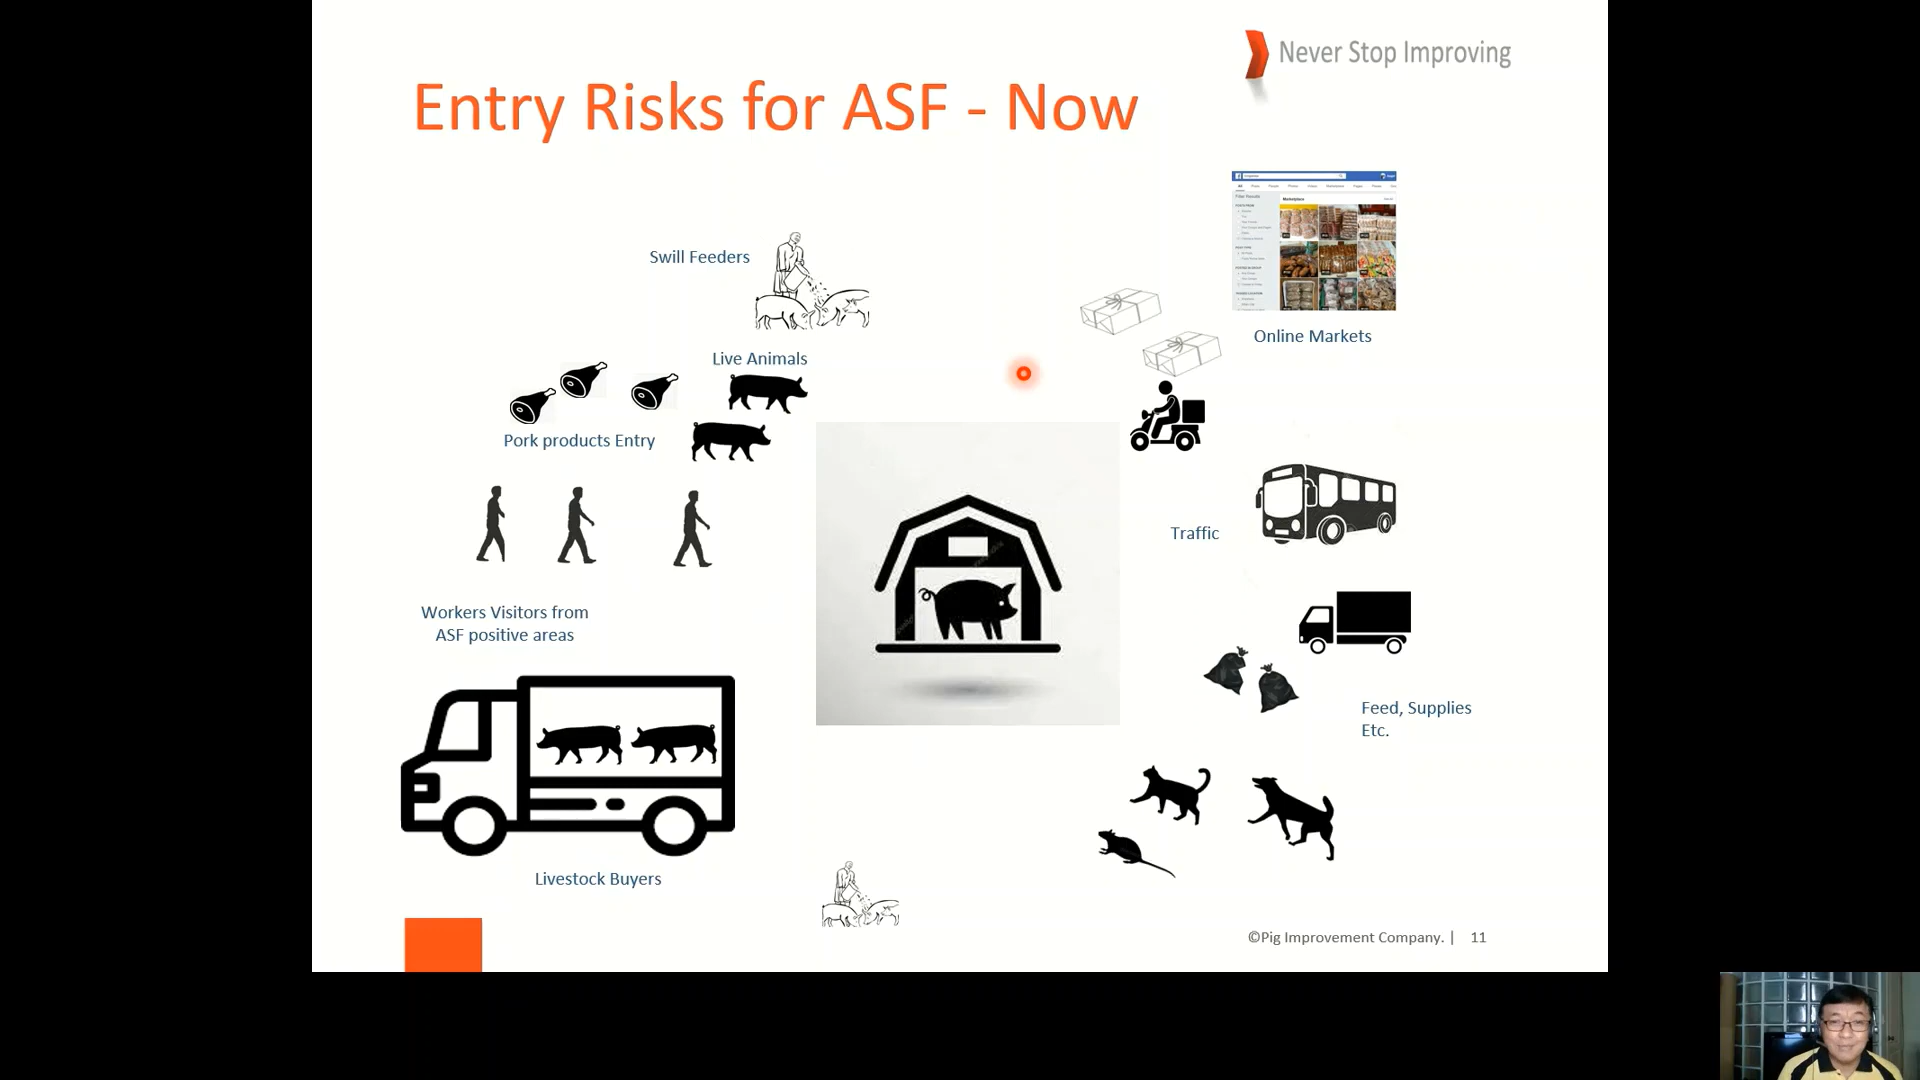 Never Stop Improving
Entry Risks for ASF - Now
Swill Feeders
Marketplace
Online Markets
Live Animals
Pork products Entry
Traffic
Workers Visitors from
ASF positive areas
Feed, Supplies
Etc.
Livestock Buyers
©Pig Improvement Company. | 11